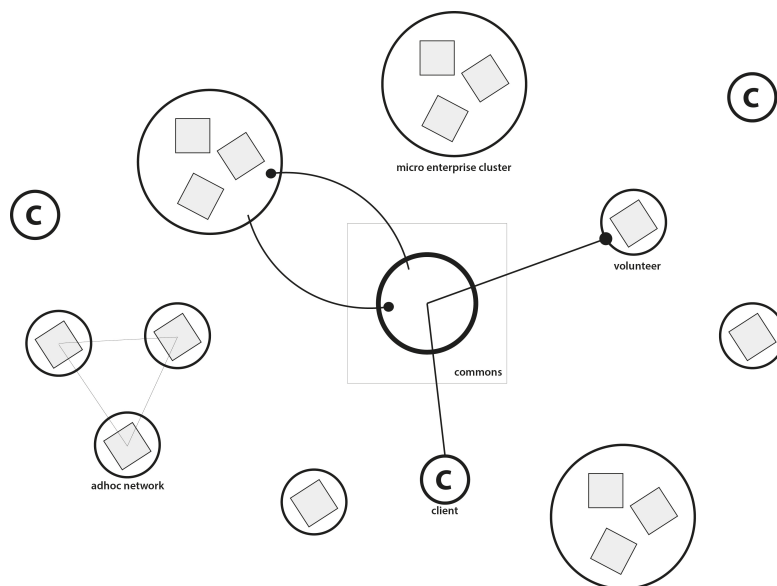 C
micro enterprise cluster
C
volunteer
commons
adhoc network
C
client